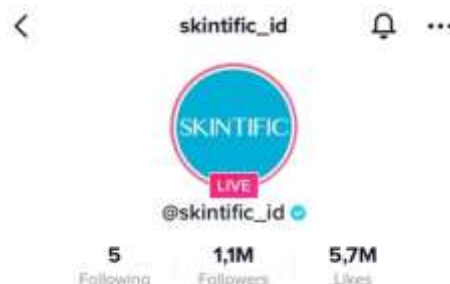 skintific_id
SKINTIFIC
LIVE
@skintific_id
5 1,1M 5,7M
Following Followers Likes